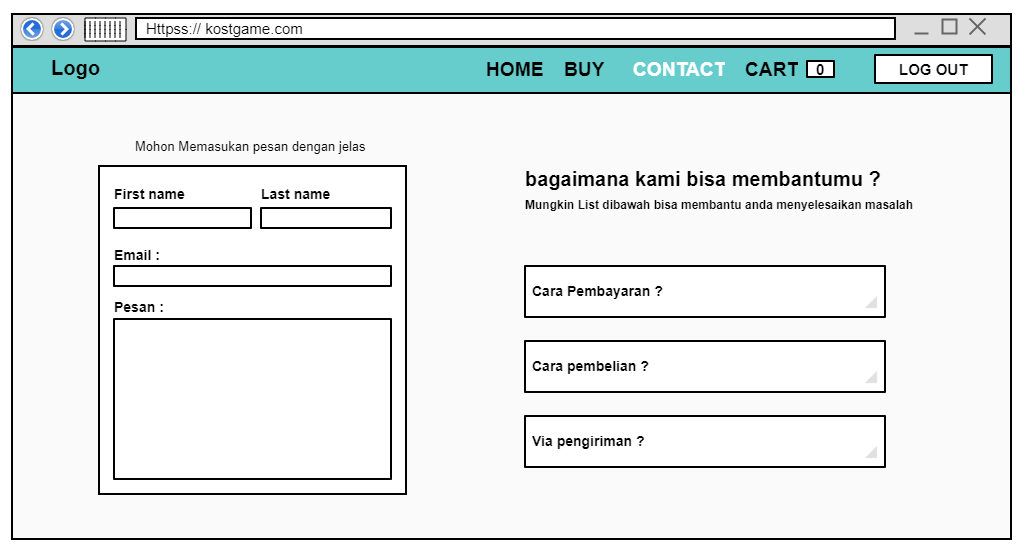 Httpss:// kostgame.com
Logo
HOME BUY CONTACT CART 0 LOG OUT
Mohon Memasukan pesan dengan jelas
First name Last name
Email :
Pesan :
bagaimana kami bisa membantumu ?
Mungkin List dibawah bisa membantu anda menyelesaikan masalah
Cara Pembayaran ?
Cara pembelian ?
Via pengiriman ?